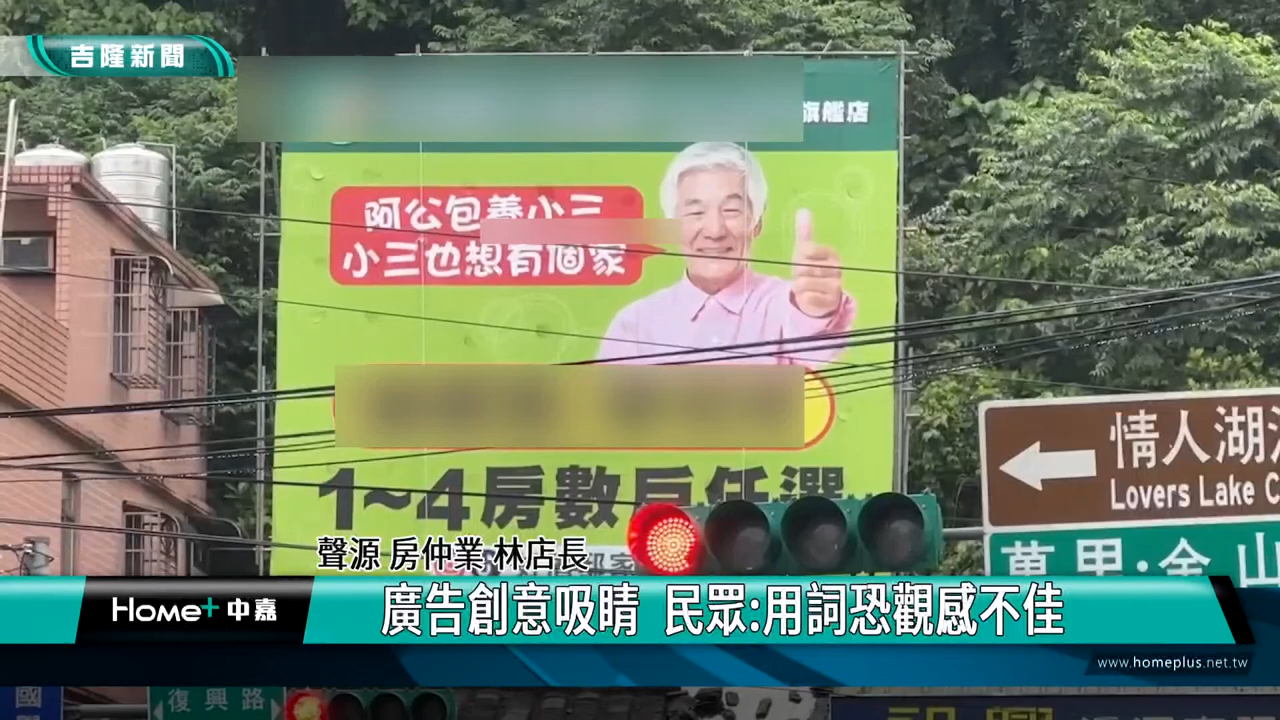 吉隆新聞
旗艦店
阿公包養小三
小三也想有個家
1~4房數戶任選
情人湖
Lovers Lake C
萬里·金山
聲源 房仲業 林店長
廣告創意吸睛 民眾:用詞恐觀感不佳
Home+中嘉
www.homeplus.net.tw
國
復興路